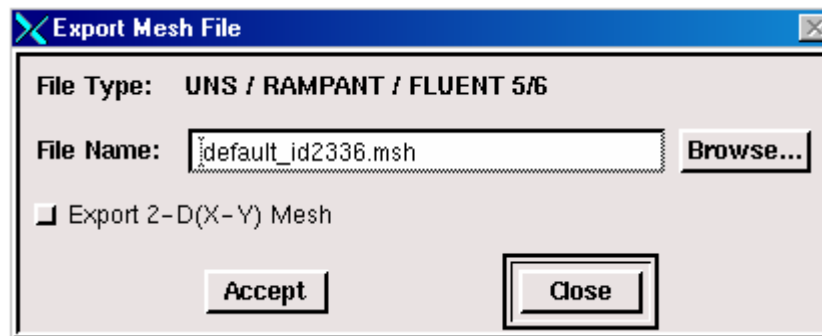 Export Mesh File
File Type: UNS / RAMPANT / FLUENT 5/6
File Name: default_id2336.msh Browse...
Export 2-D(X-Y) Mesh
Accept Close